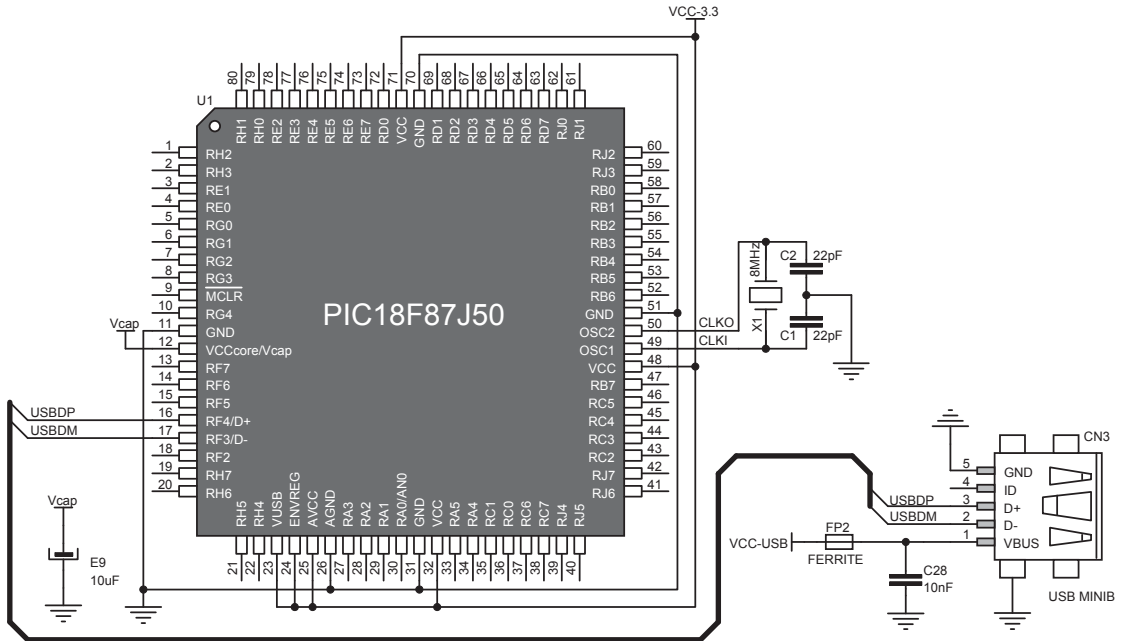 VCC-3.3
U1
80 79 78 77 76 75 74 73 72 71 70 69 68 67 66 65 64 63 62 61
RH1 RH0 RE2 RE3 RE4 RE5 RE6 RE7 RD0 VCC GND RD1 RD2 RD3 RD4 RD5 RD6 RD7 RJ0 RJ1
1 RH2
2 RH3
3 RE1
4 RE0
5 RG0
6 RG1
7 RG2
8 RG3
9 MCLR
10 RG4
11 GND
Vcap
12 VCCcore/Vcap
13 RF7
14 RF6
15 RF5
USBDP 16 RF4/D+
USBDM 17 RF3/D-
18 RF2
19 RH7
20 RH6
PIC18F87J50
RJ2 60
RJ3 59
RB0 58
RB1 57
RB2 56
RB3 55
RB4 54
RB5 53
RB6 52
GND 51
OSC2 50 CLKO
OSC1 49 CLKI
VCC 48
RB7 47
RC5 46
RC4 45
RC3 44
RC2 43
RJ7 42
RJ6 41
RH5 RH4 VUSB ENVREG AVCC AGND RA3 RA2 RA1 RA0/AN0 GND VCC RA5 RA4 RC1 RC0 RC6 RC7 RJ4 RJ5
21 22 23 24 25 26 27 28 29 30 31 32 33 34 35 36 37 38 39 40
8MHz
X1
C2 22pF
C1 22pF
Vcap
E9
10uF
CN3
5 GND
4 ID
USBDP 3 D+
USBDM 2 D-
1 VBUS
VCC-USB
FP2
FERRITE
C28
10nF
USB MINIB